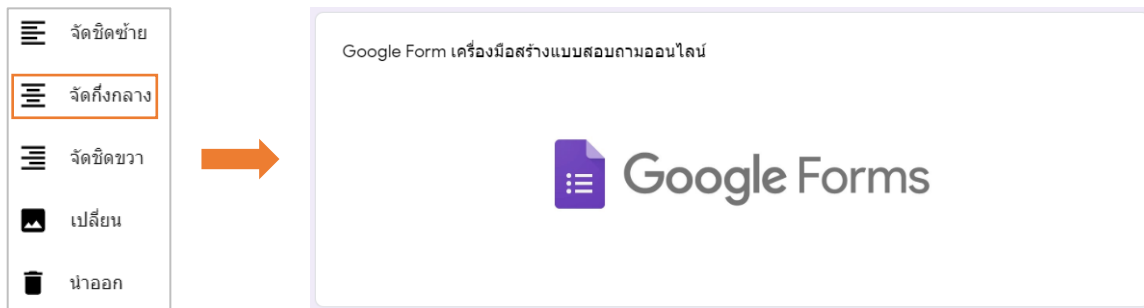 จัดชิดซ้าย
จัดกึ่งกลาง
จัดชิดขวา
เปลี่ยน
นำออก
Google Form เครื่องมือสร้างแบบสอบถามออนไลน์
Google Forms